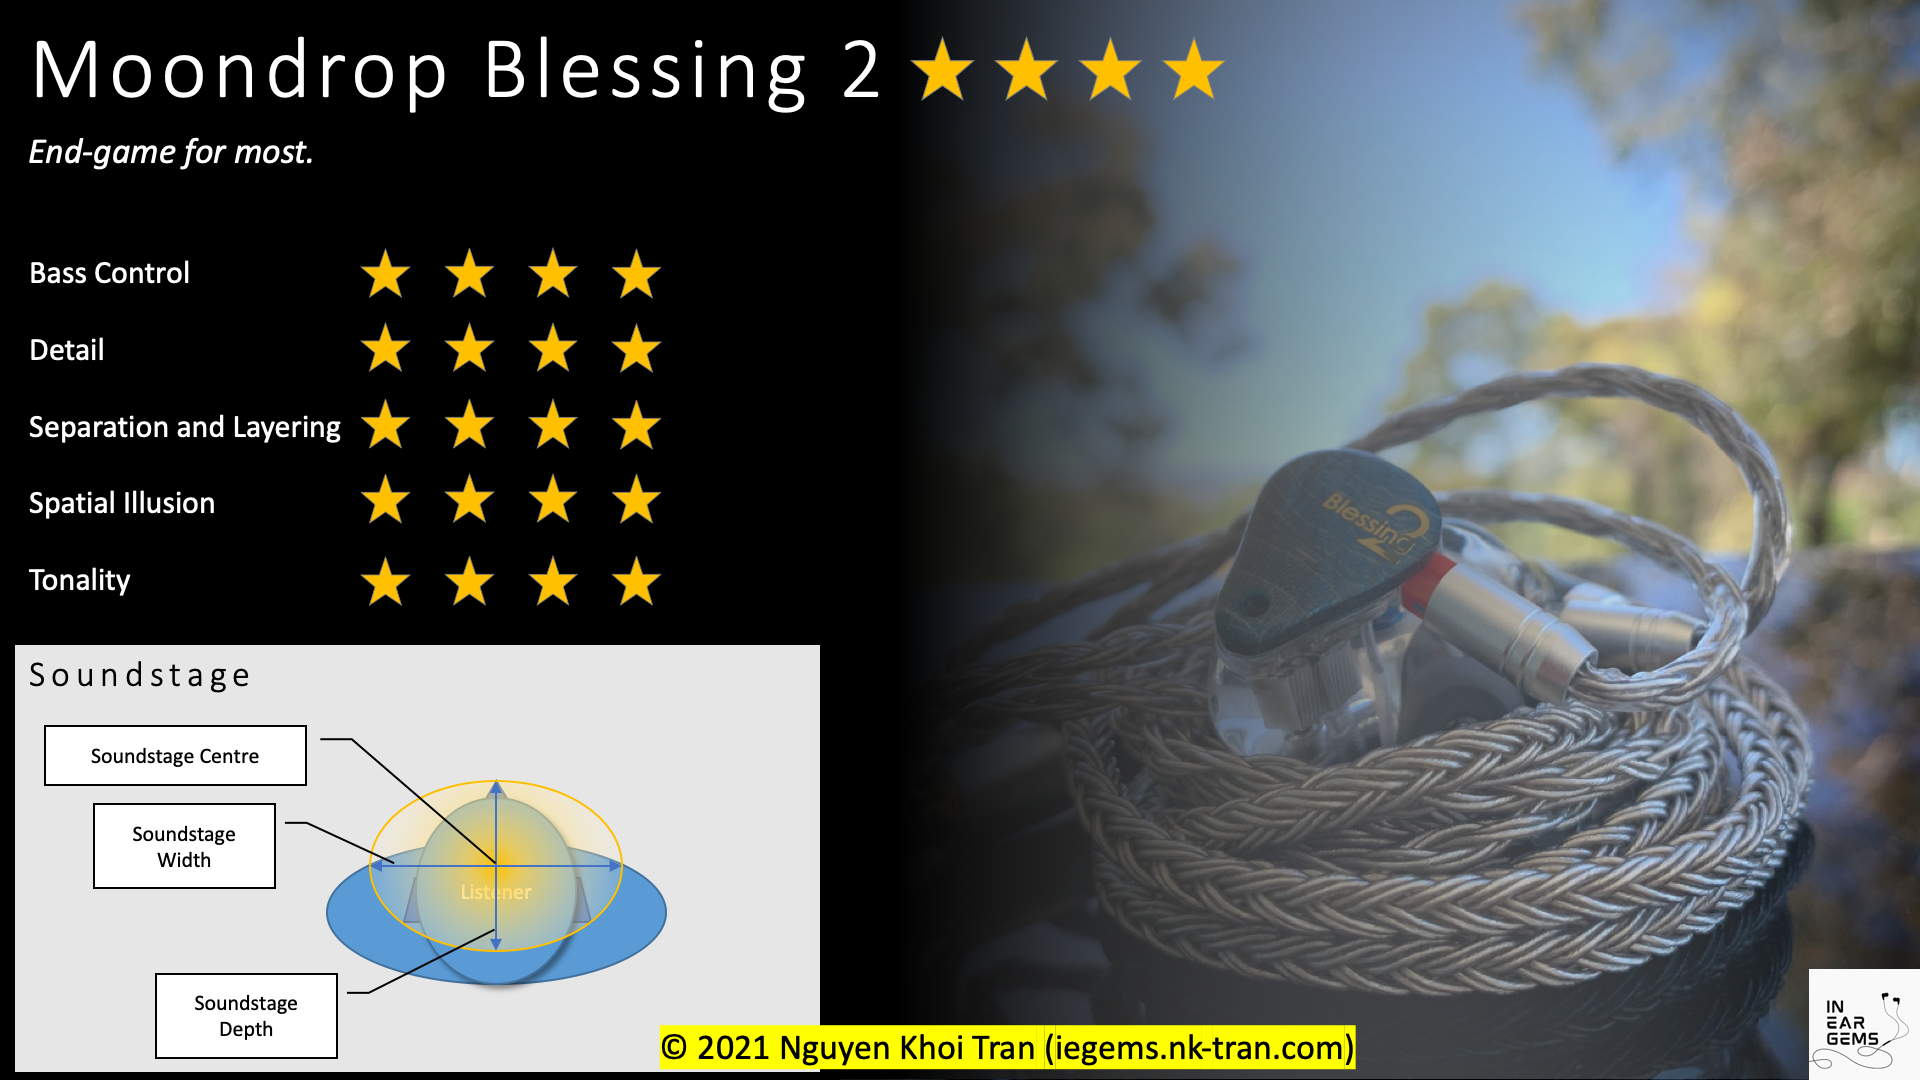 Moondrop Blessing 2
End-game for most.
Bass Control
Detail
Separation and Layering
Spatial Illusion
Tonality
Soundstage
Soundstage Centre
Soundstage
Width
Listener
Soundstage
Depth
Blessing
2
© 2021 Nguyen Khoi Tran (iegems.nk-tran.com)
IN
EAR
GEMS